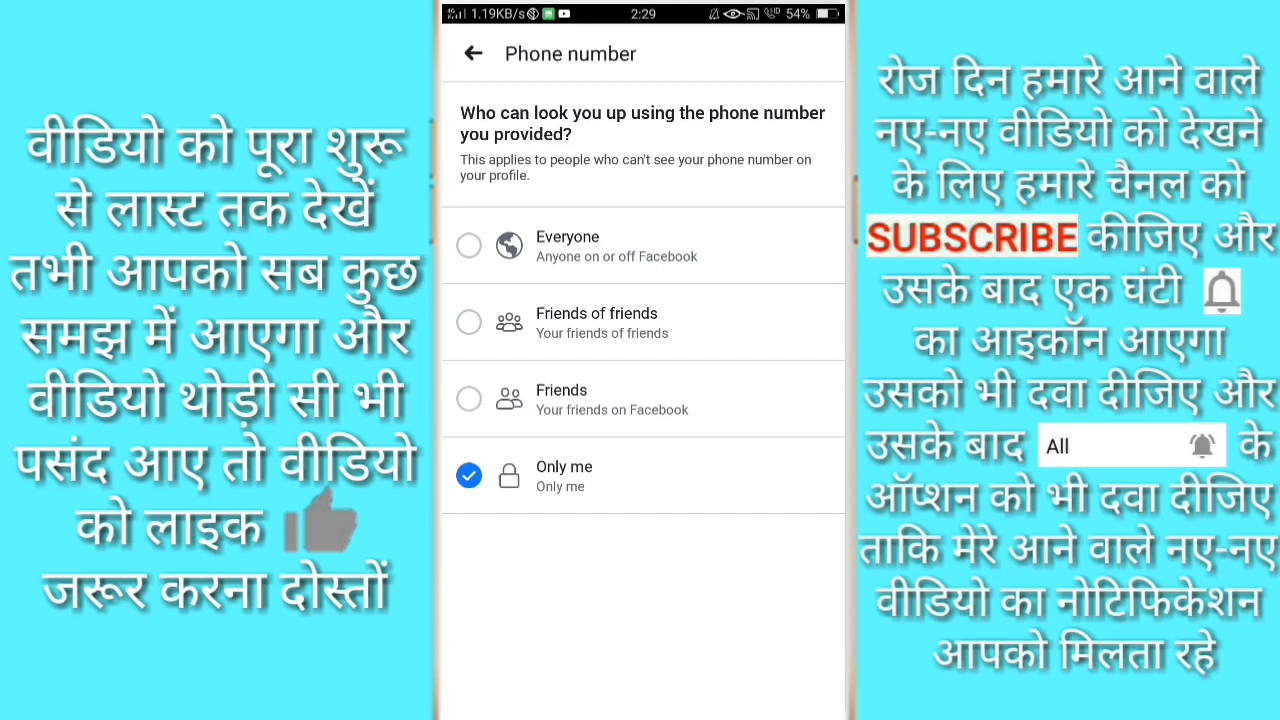 वीडियो को पूरा शुरू
से लास्ट तक देखें
तभी आपको सब कुछ
समझ में आएगा और
वीडियो थोड़ी सी भी
पसंद आए तो वीडियो
को लाइक
जरूर करना दोस्तों
1.19KB/s 2:29 54%
Phone number
Who can look you up using the phone number
you provided?
This applies to people who can't see your phone number on
your profile.
Everyone
Anyone on or off Facebook
Friends of friends
Your friends of friends
Friends
Your friends on Facebook
Only me
Only me
रोज दिन हमारे आने वाले
नए-नए वीडियो को देखने
के लिए हमारे चैनल को
SUBSCRIBE कीजिए और
उसके बाद एक घंटी
का आइकॉन आएगा
उसको भी दवा दीजिए और
उसके बाद All के
ऑप्शन को भी दवा दीजिए
ताकि मेरे आने वाले नए-नए
वीडियो का नोटिफिकेशन
आपको मिलता रहे